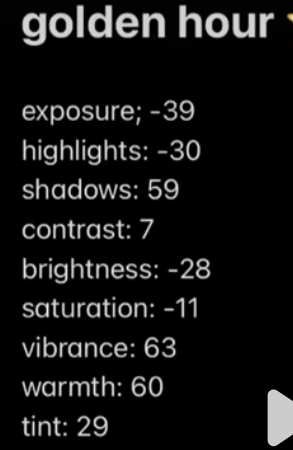 golden hour
exposure; -39
highlights: -30
shadows: 59
contrast: 7
brightness: -28
saturation: -11
vibrance: 63
warmth: 60
tint: 29